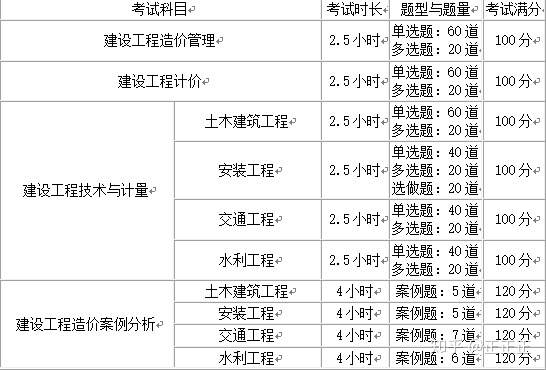 考试科目 考试时长 题型与题量 考试满分
建设工程造价管理 2.5小时 单选题：60道 100分
多选题：20道
建设工程计价 2.5小时 单选题：60道 100分
多选题：20道
建设工程技术与计量 土木建筑工程 2.5小时 单选题：60道 100分
多选题：20道
安装工程 2.5小时 单选题：40道 100分
多选题：20道
选做题：20道
交通工程 2.5小时 单选题：40道 100分
多选题：20道
水利工程 2.5小时 单选题：40道 100分
多选题：20道
建设工程造价案例分析 土木建筑工程 4小时 案例题：5道 120分
安装工程 4小时 案例题：5道 120分
交通工程 4小时 案例题：7道 120分
水利工程 4小时 案例题：6道 120分